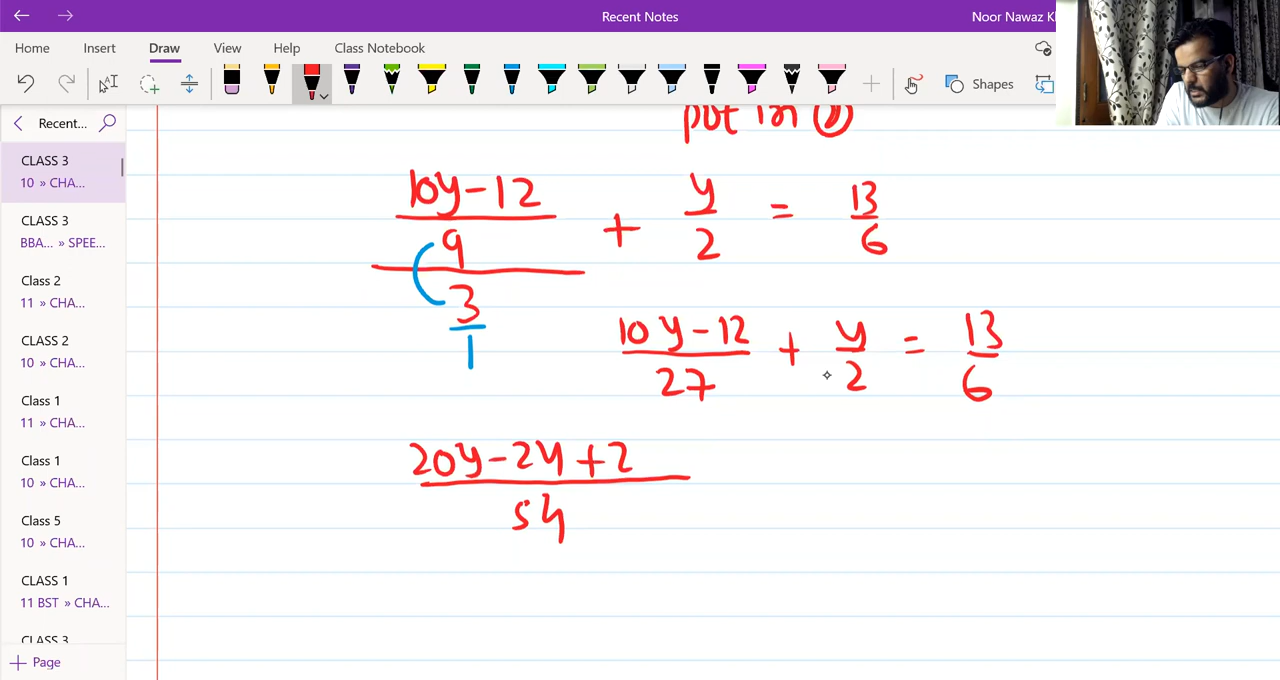 Recent Notes
Noor Nawaz Kh
Home Insert Draw View Help Class Notebook
Shapes
Recent...
CLASS 3
10 » CHA...
CLASS 3
BBA... » SPEE...
Class 2
11 » CHA...
CLASS 2
10 » CHA...
Class 1
11 » CHA...
Class 1
10 » CHA...
Class 5
10 » CHA...
CLASS 1
11 BST » CHA...
CLASS 3
Page
put in
10y-12 y 13
9 + 2 = 6
3
1
10y-12 + y = 13
27 2 6
20y-24+2
54